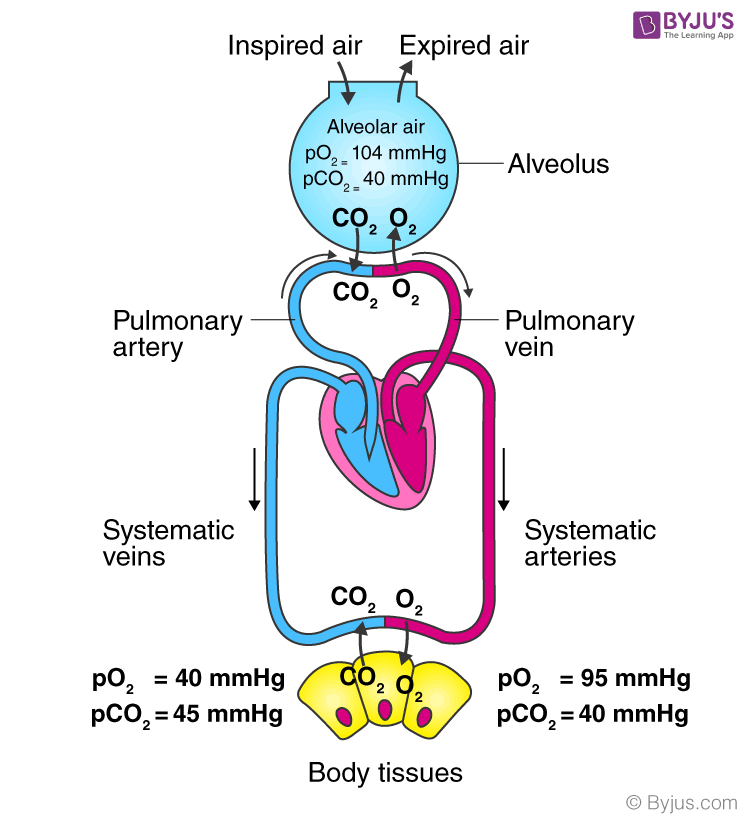 BYJU'S
The Learning App
Inspired air
Expired air
Alveolar air
pO₂ = 104 mmHg
pCO₂ = 40 mmHg
Alveolus
CO₂ O₂
CO₂ O₂
Pulmonary
artery
Pulmonary
vein
Systematic
veins
Systematic
arteries
CO₂ O₂
CO₂ O₂
pO₂ = 40 mmHg
pCO₂ = 45 mmHg
pO₂ = 95 mmHg
pCO₂ = 40 mmHg
Body tissues
© Byjus.com